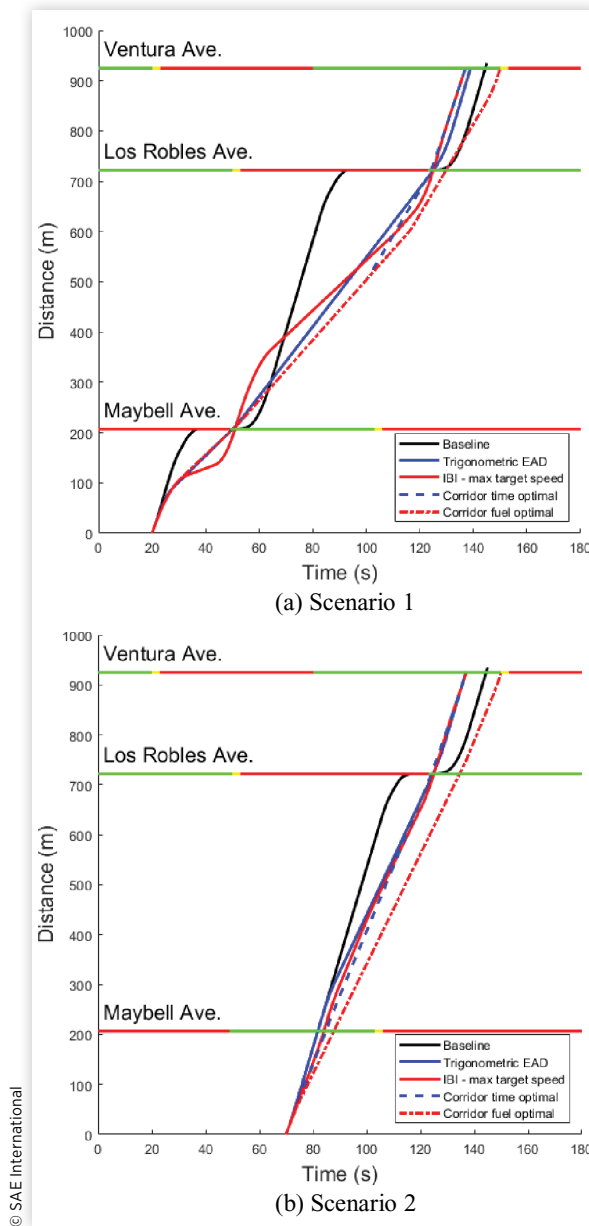 1000
900
800
700
600
500
400
300
200
100
0
Distance (m)
Ventura Ave.
Los Robles Ave.
Maybell Ave.
Baseline
Trigonometric EAD
IBI - max target speed
Corridor time optimal
Corridor fuel optimal
0 20 40 60 80 100 120 140 160 180
Time (s)
(a) Scenario 1
1000
900
800
700
600
500
400
300
200
100
0
Distance (m)
Ventura Ave.
Los Robles Ave.
Maybell Ave.
Baseline
Trigonometric EAD
IBI - max target speed
Corridor time optimal
Corridor fuel optimal
0 20 40 60 80 100 120 140 160 180
Time (s)
(b) Scenario 2
© SAE International